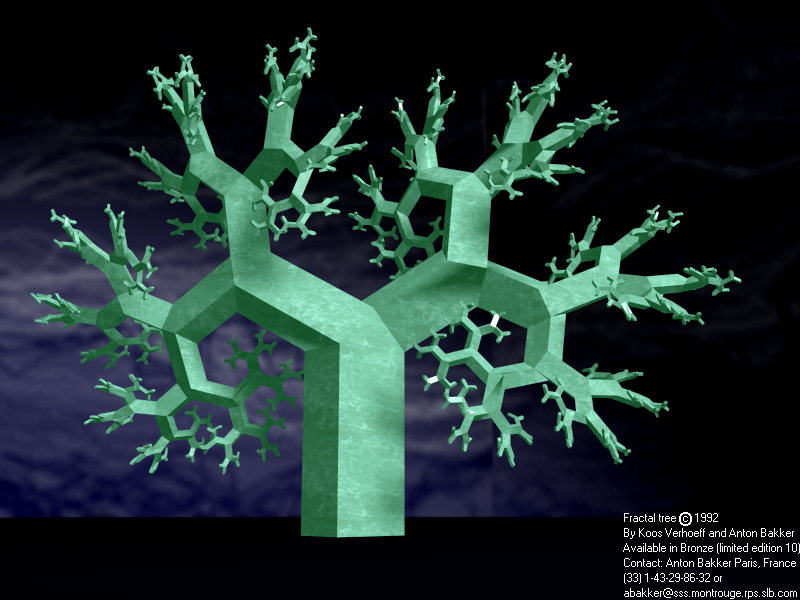 Fractal tree © 1992
By Koos Verhoeff and Anton Bakker
Available in Bronze (limited edition 10)
Contact: Anton Bakker Paris, France
(33) 1-43-29-86-32 or
abakker@sss.montrouge.rps.slb.com